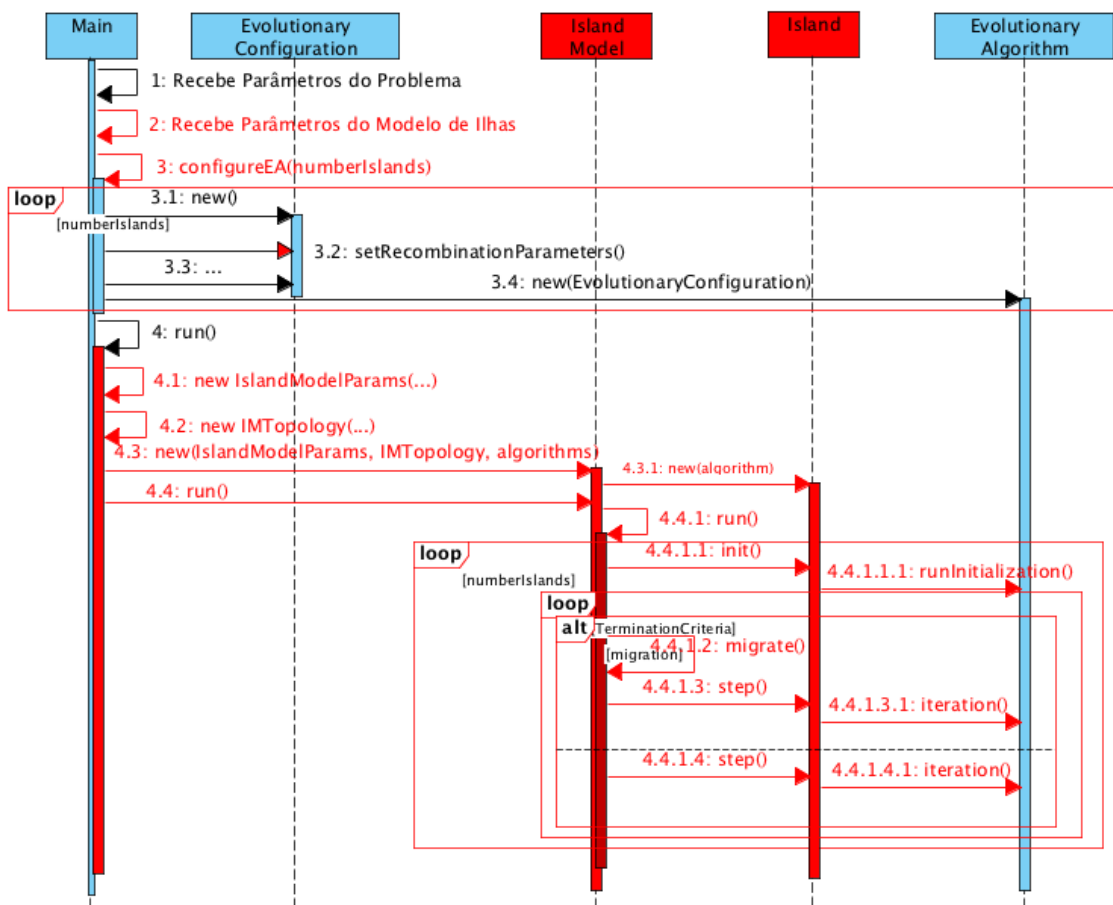 Main
Evolutionary
Configuration
Island
Model
Island
Evolutionary
Algorithm
1: Recebe Parâmetros do Problema
2: Recebe Parâmetros do Modelo de Ilhas
3: configureEA(numberIslands)
loop
[numberIslands]
3.1: new()
3.2: setRecombinationParameters()
3.3: ...
3.4: new(EvolutionaryConfiguration)
4: run()
4.1: new IslandModelParams(...)
4.2: new IMTopology(...)
4.3: new(IslandModelParams, IMTopology, algorithms)
4.3.1: new(algorithm)
4.4: run()
4.4.1: run()
loop
[numberIslands]
4.4.1.1: init()
4.4.1.1.1: runInitialization()
loop
alt
[TerminationCriteria]
[migration]
4.4.1.2: migrate()
4.4.1.3: step()
4.4.1.3.1: iteration()
4.4.1.4: step()
4.4.1.4.1: iteration()